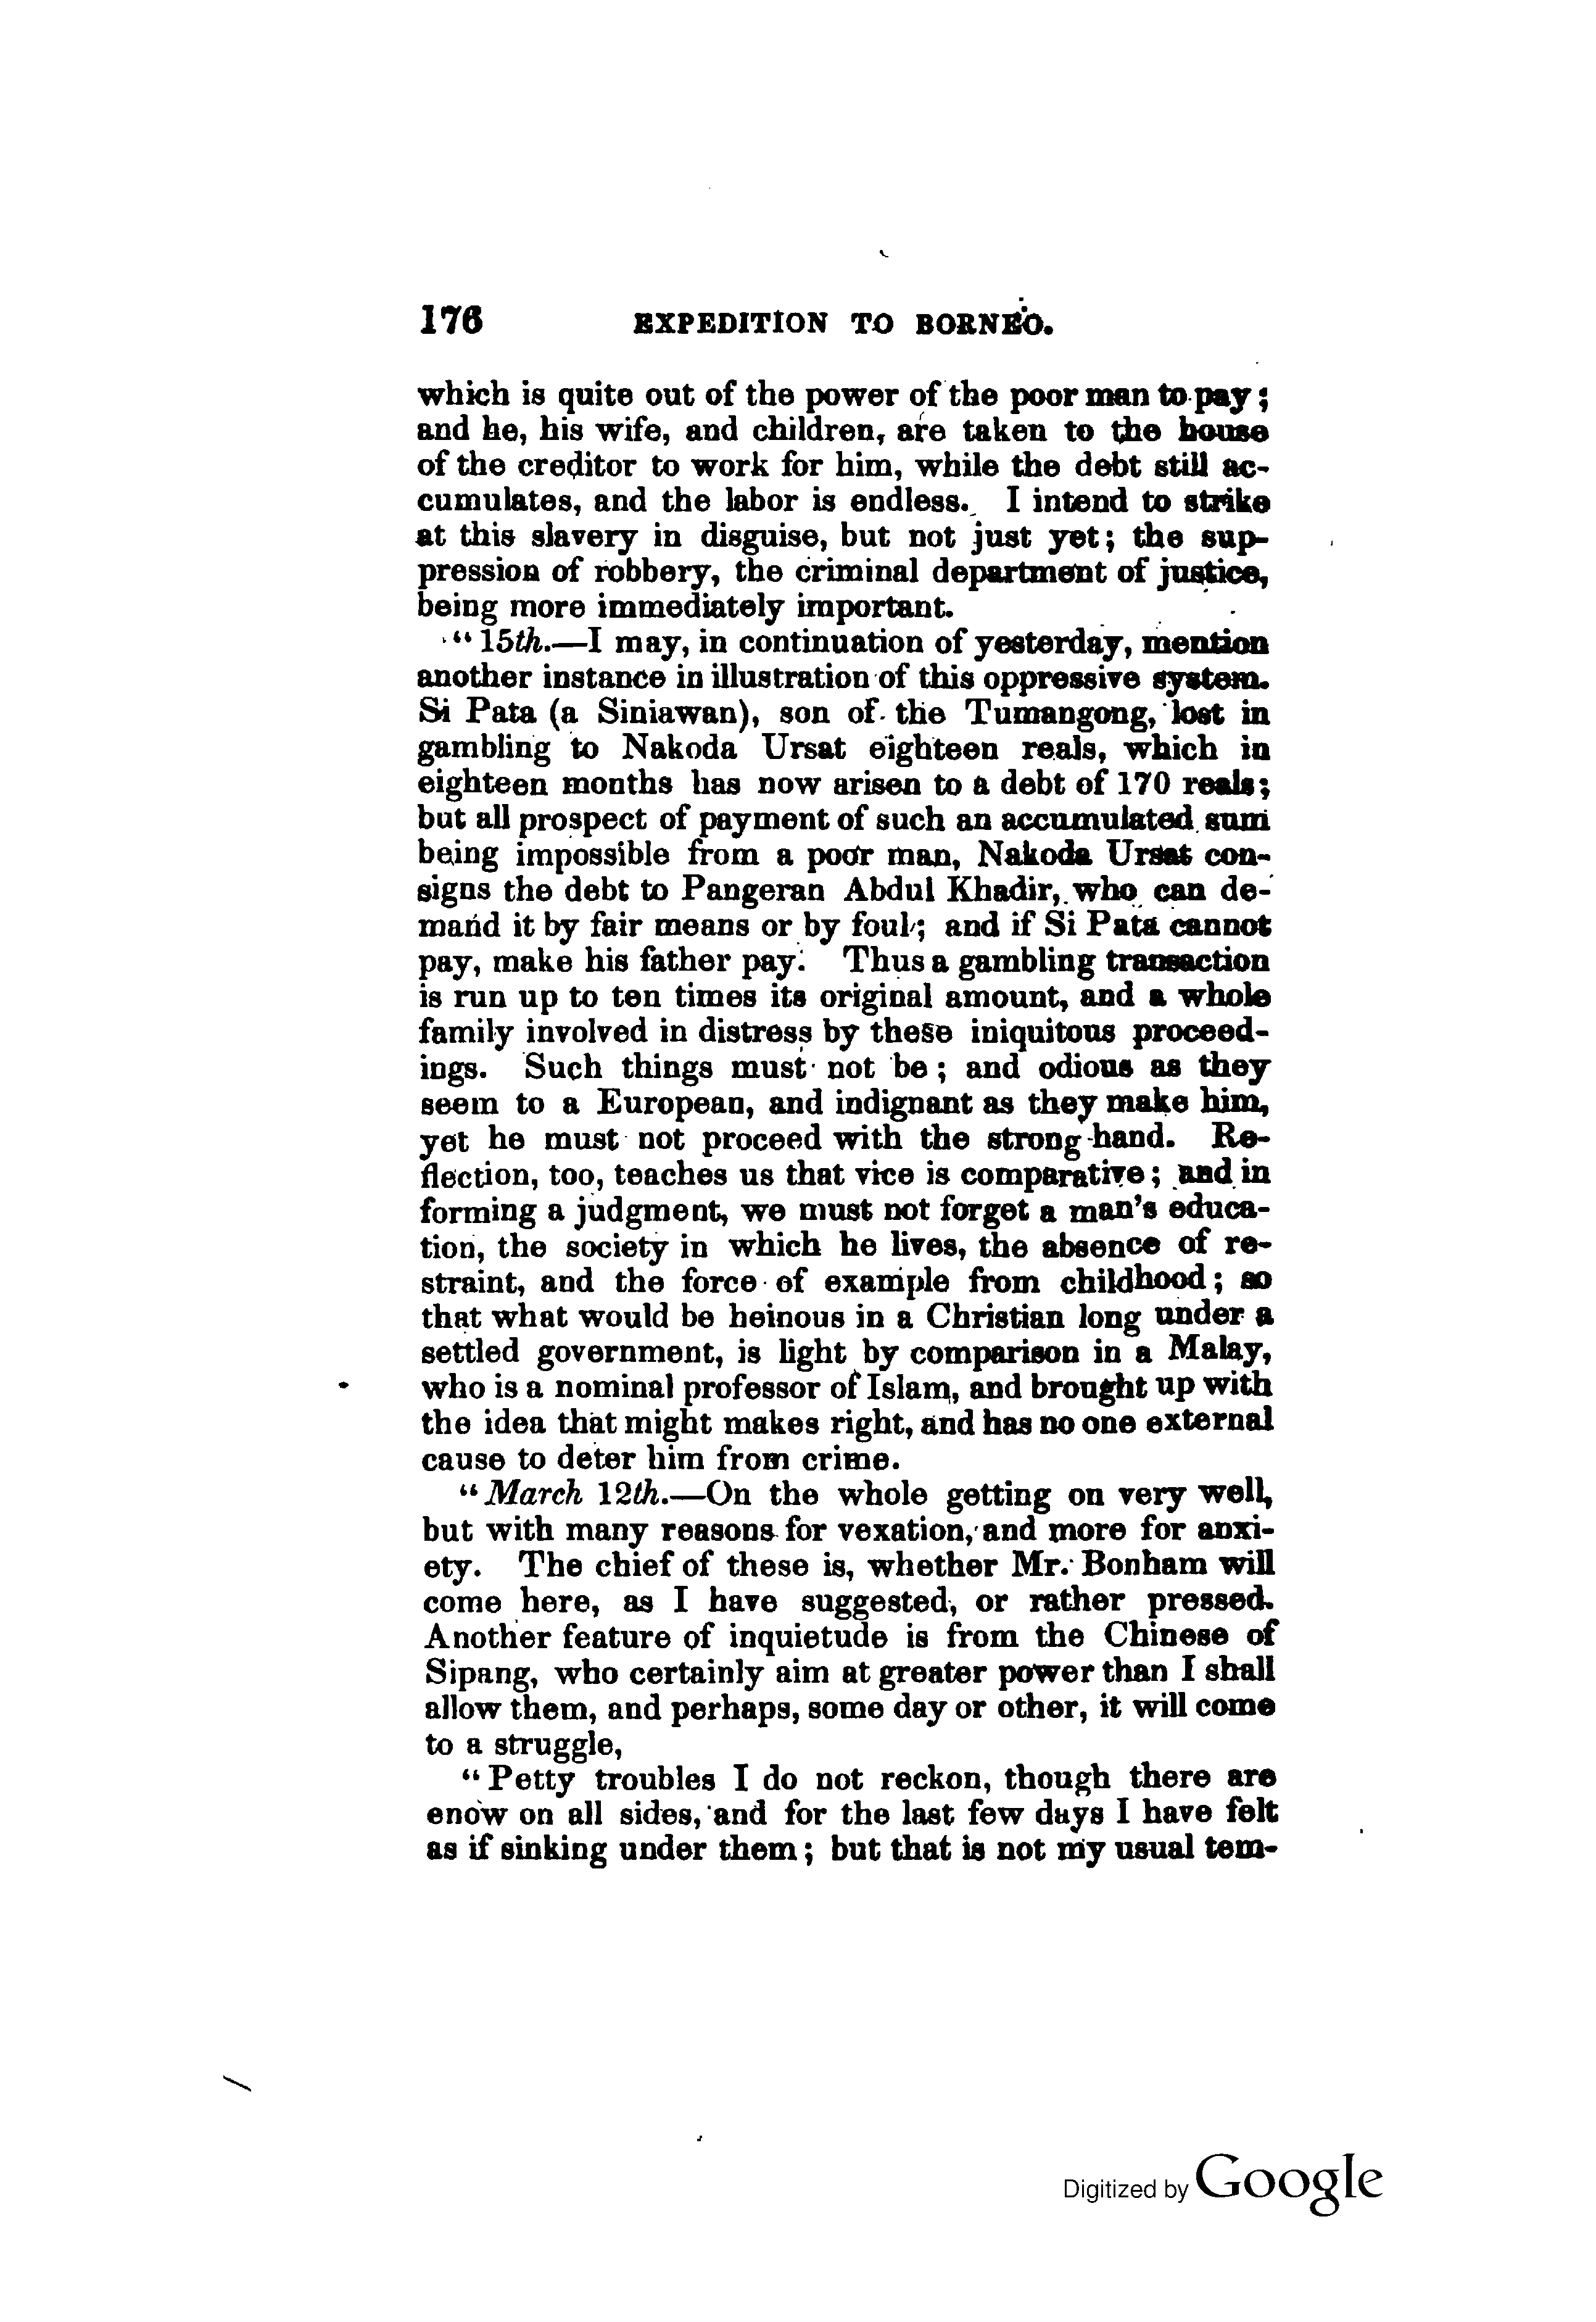 176 EXPEDITION TO BORNEO.
which is quite out of the power of the poor man to pay;
and he, his wife, and children, are taken to the house
of the creditor to work for him, while the debt still ac-
cumulates, and the labor is endless. I intend to strike
at this slavery in disguise, but not just yet; the sup-
pression of robbery, the criminal department of justice,
being more immediately important.
“15th.—I may, in continuation of yesterday, mention
another instance in illustration of this oppressive system.
Si Pata (a Siniawan), son of the Tumangong, lost in
gambling to Nakoda Ursat eighteen reals, which in
eighteen months has now arisen to a debt of 170 reals;
but all prospect of payment of such an accumulated sum
being impossible from a poor man, Nakoda Ursat con-
signs the debt to Pangeran Abdul Khadir, who can de-
mand it by fair means or by foul; and if Si Pata cannot
pay, make his father pay. Thus a gambling transaction
is run up to ten times its original amount, and a whole
family involved in distress by these iniquitous proceed-
ings. Such things must not be; and odious as they
seem to a European, and indignant as they make him,
yet he must not proceed with the strong hand. Re-
flection, too, teaches us that vice is comparative; and in
forming a judgment, we must not forget a man's educa-
tion, the society in which he lives, the absence of re-
straint, and the force of example from childhood; so
that what would be heinous in a Christian long under a
settled government, is light by comparison in a Malay,
who is a nominal professor of Islam, and brought up with
the idea that might makes right, and has no one external
cause to deter him from crime.
“March 12th.—On the whole getting on very well,
but with many reasons for vexation, and more for anxi-
ety. The chief of these is, whether Mr. Bonham will
come here, as I have suggested, or rather pressed.
Another feature of inquietude is from the Chinese of
Sipang, who certainly aim at greater power than I shall
allow them, and perhaps, some day or other, it will come
to a struggle,
“Petty troubles I do not reckon, though there are
enow on all sides, and for the last few days I have felt
as if sinking under them; but that is not my usual tem-
Digitized by Google